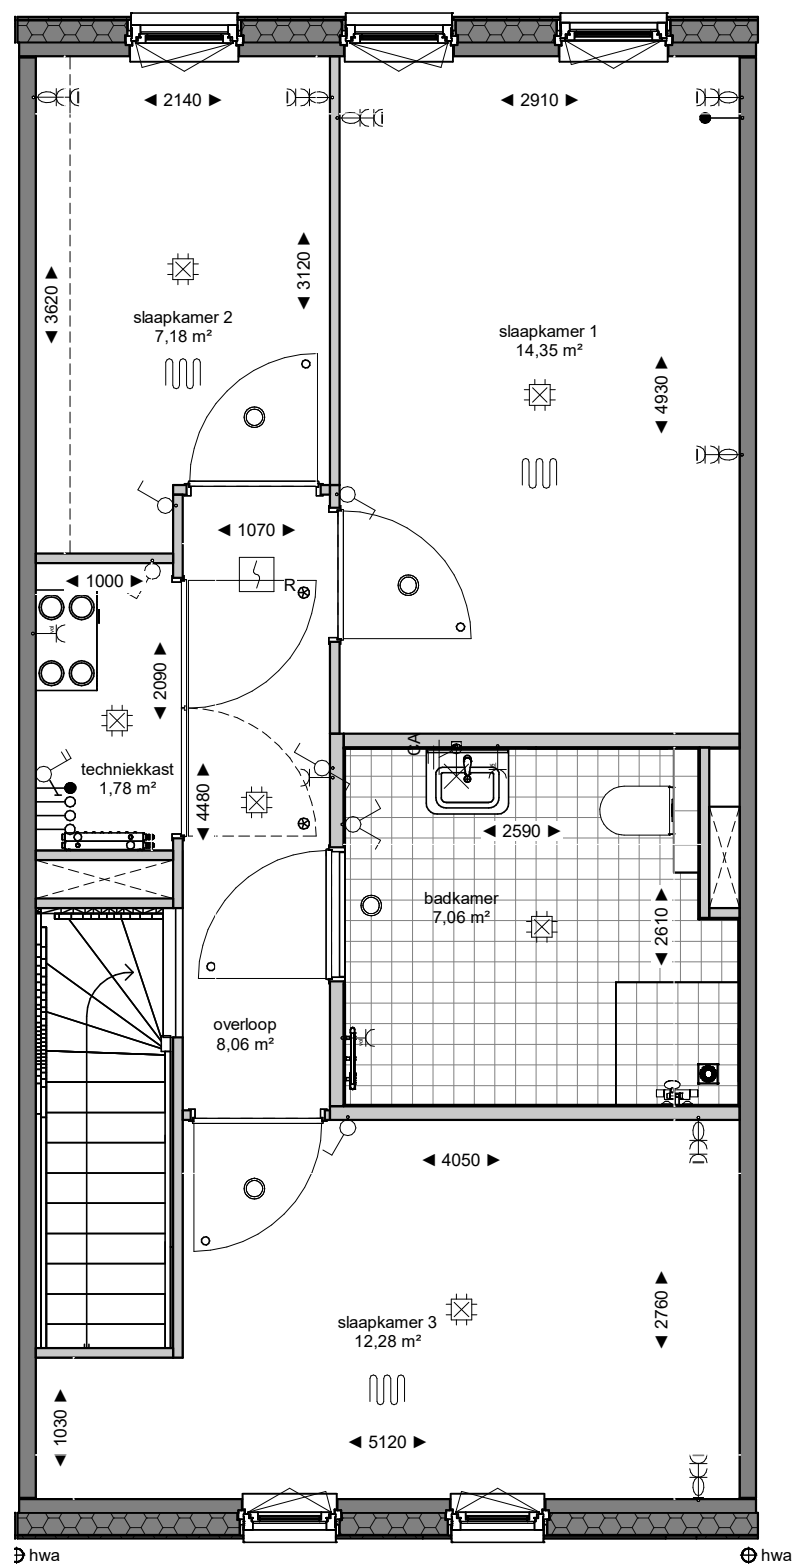 2140
2910
3120
3620
slaapkamer 2
7,18 m²
slaapkamer 1
14,35 m²
4930
1070
1000
R
2090
CA
techniekkast
1,78 m²
4480
2590
badkamer
7,06 m²
2610
overloop
8,06 m²
4050
2760
slaapkamer 3
12,28 m²
1030
5120
hwa
hwa